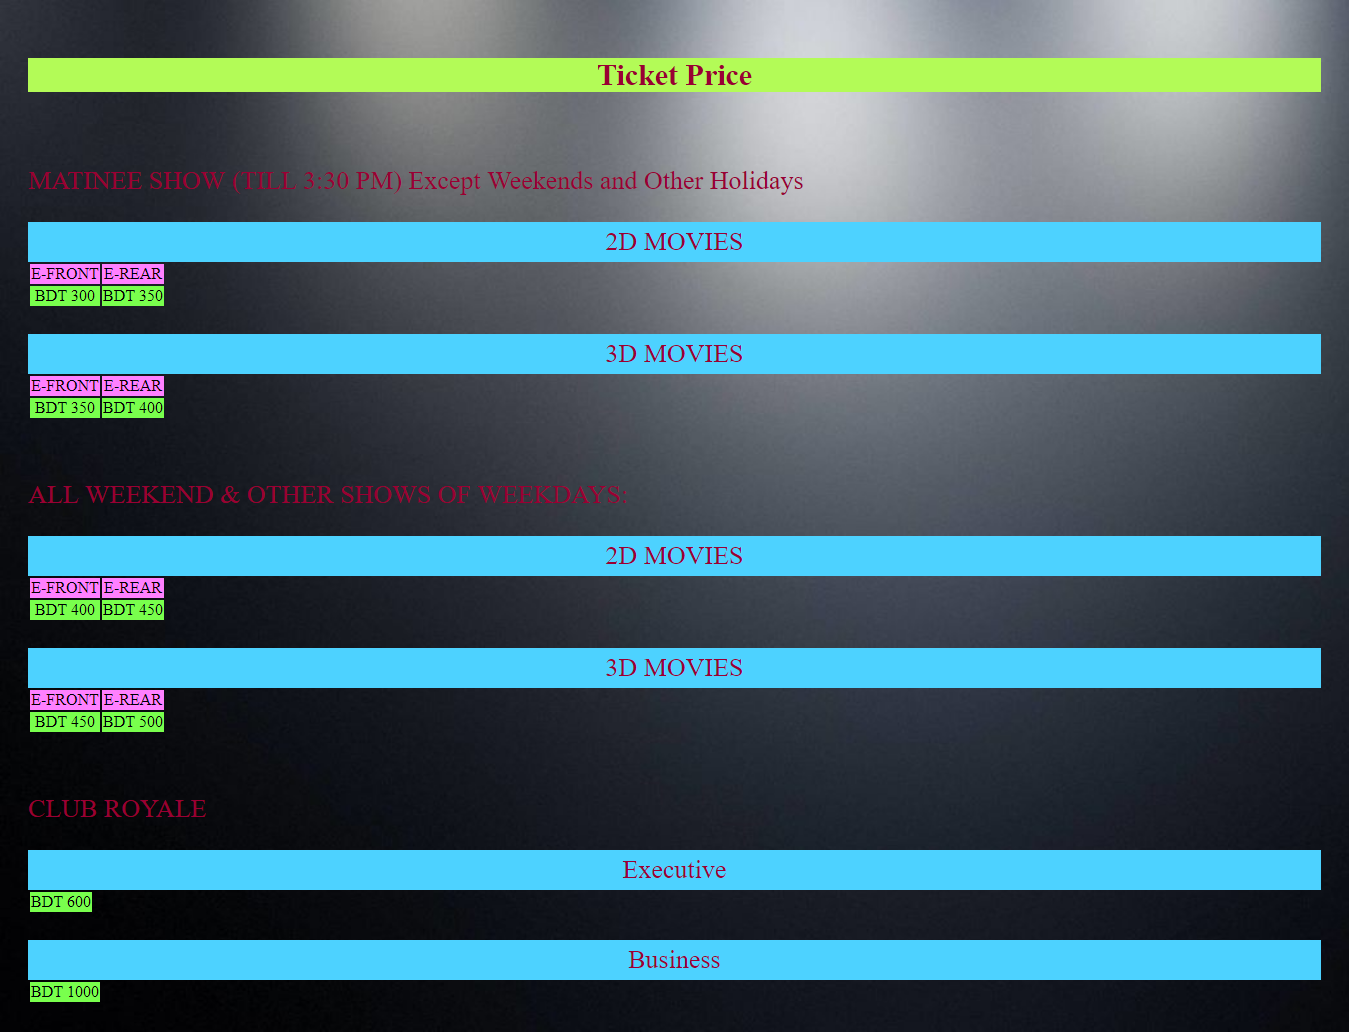 Ticket Price
MATINEE SHOW (TILL 3:30 PM) Except Weekends and Other Holidays
2D MOVIES
E-FRONT E-REAR
BDT 300 BDT 350
3D MOVIES
E-FRONT E-REAR
BDT 350 BDT 400
ALL WEEKEND & OTHER SHOWS OF WEEKDAYS:
2D MOVIES
E-FRONT E-REAR
BDT 400 BDT 450
3D MOVIES
E-FRONT E-REAR
BDT 450 BDT 500
CLUB ROYALE
Executive
BDT 600
Business
BDT 1000